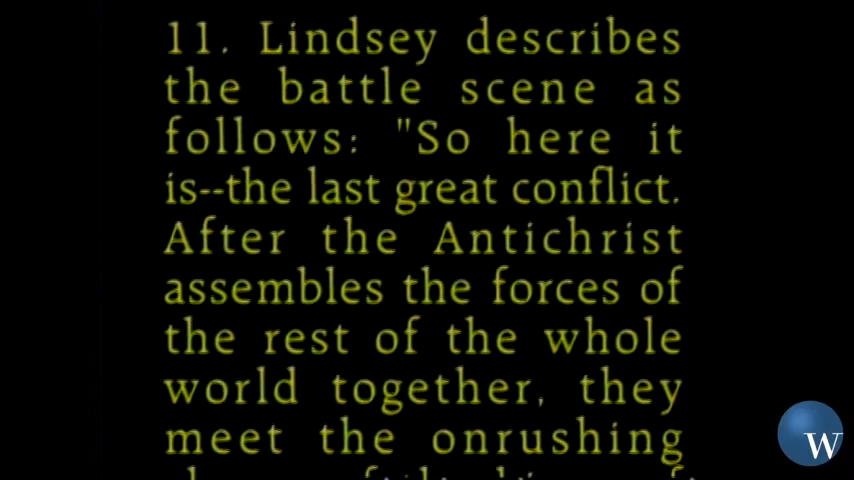 11. Lindsey describes
the battle scene as
follows: "So here it
is--the last great conflict.
After the Antichrist
assembles the forces of
the rest of the whole
world together, they
meet the onrushing
W